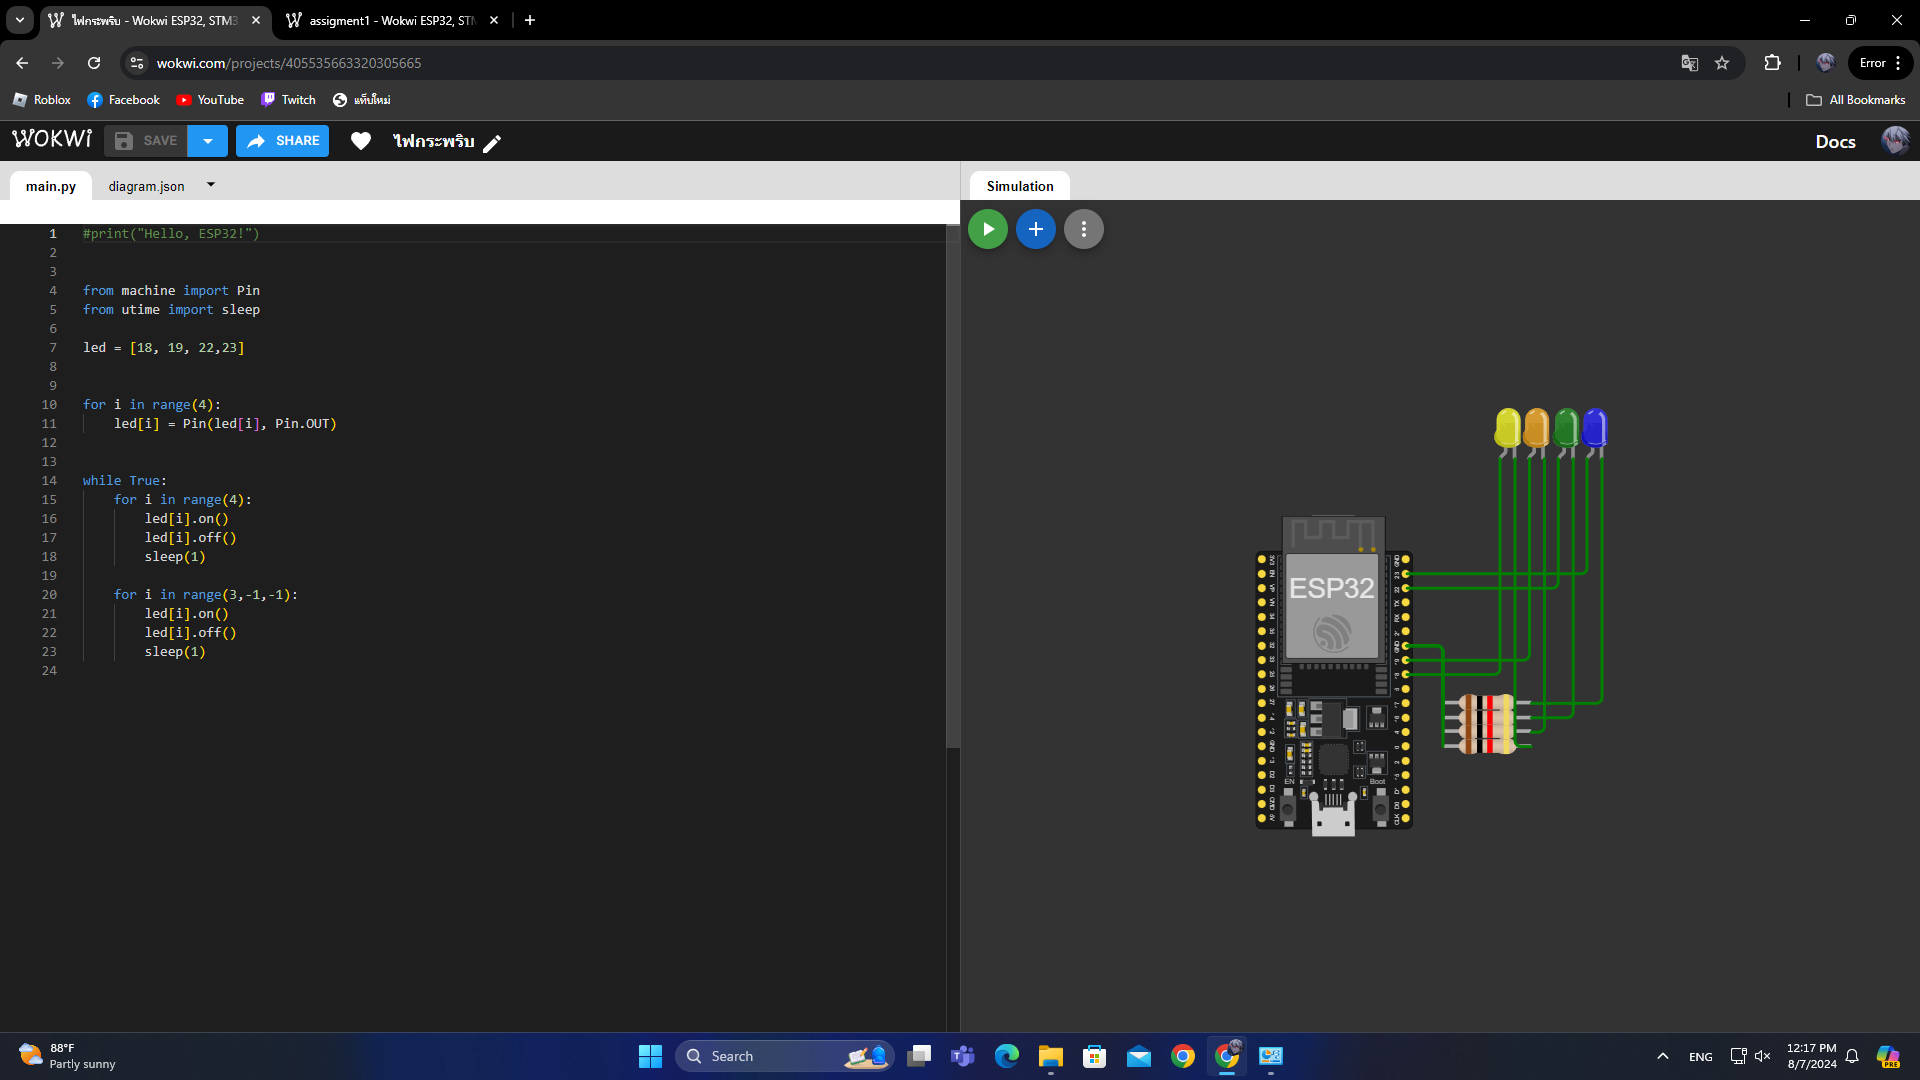 ไฟกระพริบ - Wokwi ESP32, STM3
assigment1 - Wokwi ESP32, STM
wokwi.com/projects/405535663320305665
Error
Roblox
Facebook
YouTube
Twitch
แท็บใหม่
All Bookmarks
WOKWi
SAVE
SHARE
ไฟกระพริบ
Docs
main.py
diagram.json
Simulation
1 #print("Hello, ESP32!")
2
3
4 from machine import Pin
5 from utime import sleep
6
7 led = [18, 19, 22,23]
8
9
10 for i in range(4):
11 led[i] = Pin(led[i], Pin.OUT)
12
13
14 while True:
15 for i in range(4):
16 led[i].on()
17 led[i].off()
18 sleep(1)
19
20 for i in range(3,-1,-1):
21 led[i].on()
22 led[i].off()
23 sleep(1)
24
ESP32
EN
Boot
88°F
Partly sunny
Search
ENG
12:17 PM
8/7/2024
PRE